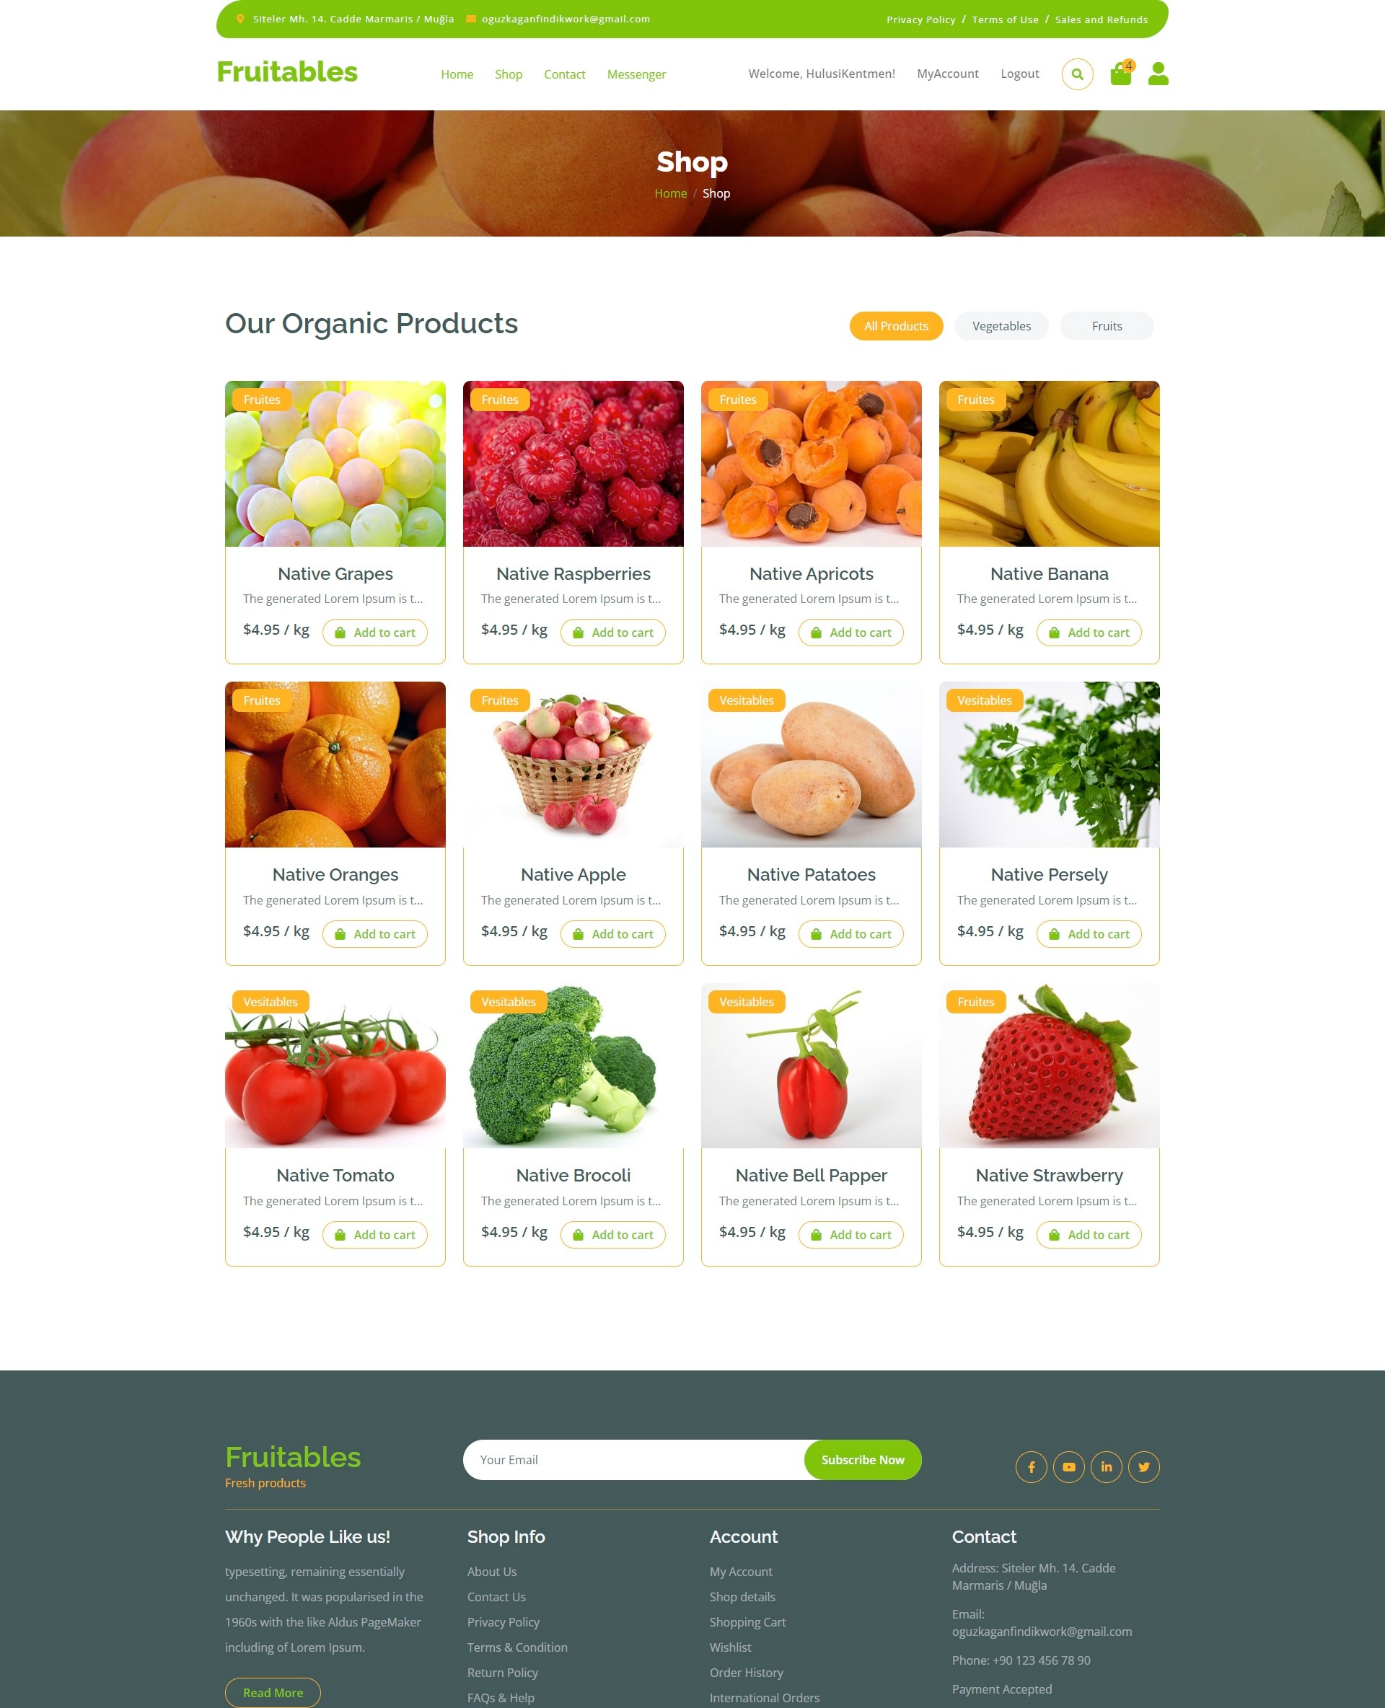 Siteler Mh. 14. Cadde Marmaris / Muğla oguzkaganfindikwork@gmail.com Privacy Policy / Terms of Use / Sales and Refunds
Fruitables Home Shop Contact Messenger Welcome, HulusiKentmen! MyAccount Logout 4
Shop
Home / Shop
Our Organic Products All Products Vegetables Fruits
Fruites Fruites Fruites Fruites
Native Grapes Native Raspberries Native Apricots Native Banana
The generated Lorem Ipsum is t... The generated Lorem Ipsum is t... The generated Lorem Ipsum is t... The generated Lorem Ipsum is t...
$4.95 / kg Add to cart $4.95 / kg Add to cart $4.95 / kg Add to cart $4.95 / kg Add to cart
Fruites Fruites Vesitables Vesitables
Native Oranges Native Apple Native Patatoes Native Persely
The generated Lorem Ipsum is t... The generated Lorem Ipsum is t... The generated Lorem Ipsum is t... The generated Lorem Ipsum is t...
$4.95 / kg Add to cart $4.95 / kg Add to cart $4.95 / kg Add to cart $4.95 / kg Add to cart
Vesitables Vesitables Vesitables Fruites
Native Tomato Native Brocoli Native Bell Papper Native Strawberry
The generated Lorem Ipsum is t... The generated Lorem Ipsum is t... The generated Lorem Ipsum is t... The generated Lorem Ipsum is t...
$4.95 / kg Add to cart $4.95 / kg Add to cart $4.95 / kg Add to cart $4.95 / kg Add to cart
Fruitables
Fresh products
Your Email Subscribe Now
Why People Like us!
typesetting, remaining essentially
unchanged. It was popularised in the
1960s with the like Aldus PageMaker
including of Lorem Ipsum.
Read More
Shop Info
About Us
Contact Us
Privacy Policy
Terms & Condition
Return Policy
FAQs & Help
Account
My Account
Shop details
Shopping Cart
Wishlist
Order History
International Orders
Contact
Address: Siteler Mh. 14. Cadde
Marmaris / Muğla
Email:
oguzkaganfindikwork@gmail.com
Phone: +90 123 456 78 90
Payment Accepted